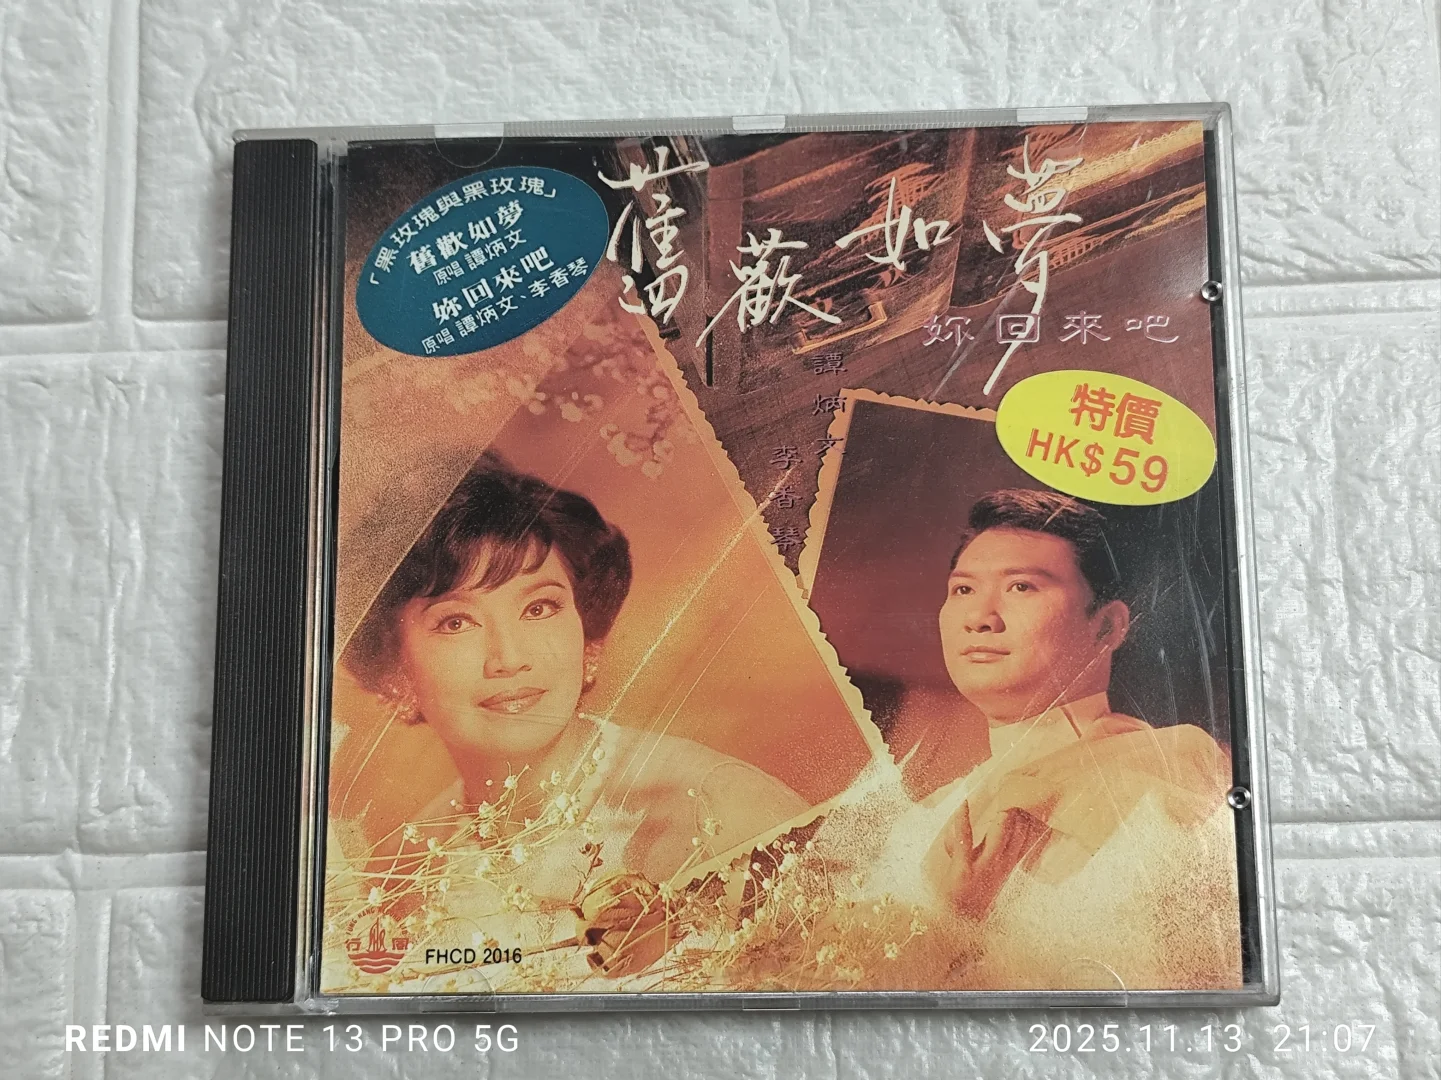 「黑玫瑰與黑玫瑰」
舊歡如夢
原唱 譚炳文
妳回來吧
原唱 譚炳文、李香琴
舊歡如夢
妳回來吧
譚炳文
李香琴
特價
HK$59
行 風
FHCD 2016
REDMI NOTE 13 PRO 5G
2025.11.13 21:07